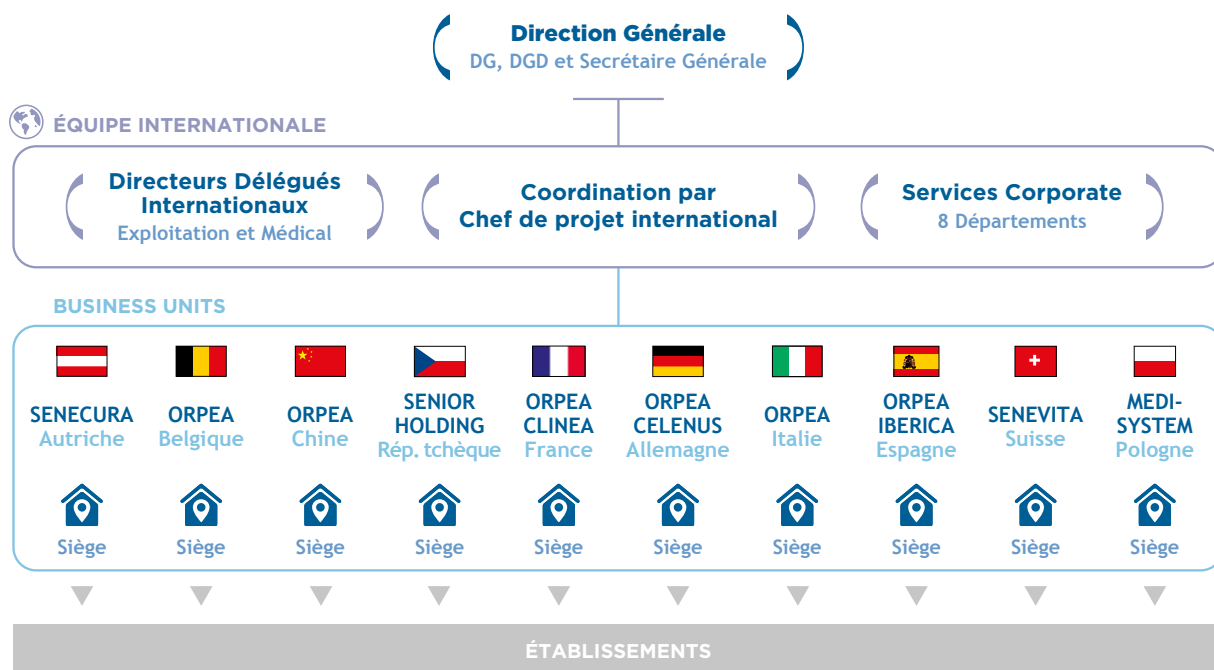 Direction Générale
DG, DGD et Secrétaire Générale
ÉQUIPE INTERNATIONALE
Directeurs Délégués
Internationaux
Exploitation et Médical
Coordination par
Chef de projet international
Services Corporate
8 Départements
BUSINESS UNITS
SENECURA
Autriche
ORPEA
Belgique
ORPEA
Chine
SENIOR
HOLDING
Rép. tchèque
ORPEA
CLINEA
France
ORPEA
CELENUS
Allemagne
ORPEA
Italie
ORPEA
IBERICA
Espagne
SENEVITA
Suisse
MEDI-
SYSTEM
Pologne
Siège
Siège
Siège
Siège
Siège
Siège
Siège
Siège
Siège
Siège
ÉTABLISSEMENTS